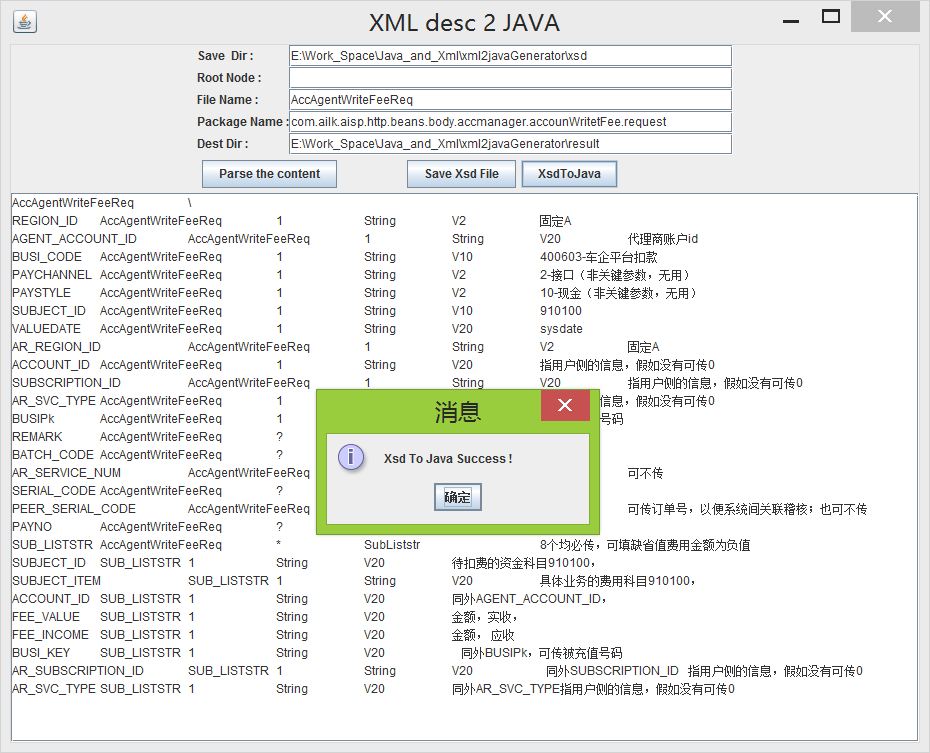 XML desc 2 JAVA
Save Dir : E:\Work_Space\Java_and_Xml\xml2javaGenerator\xsd
Root Node :
File Name : AccAgentWriteFeeReq
Package Name : com.ailk.aisp.http.beans.body.accmanager.accounWritetFee.request
Dest Dir : E:\Work_Space\Java_and_Xml\xml2javaGenerator\result
Parse the content Save Xsd File XsdToJava
AccAgentWriteFeeReq \
REGION_ID AccAgentWriteFeeReq 1 String V2 固定A
AGENT_ACCOUNT_ID AccAgentWriteFeeReq 1 String V20 代理商账户id
BUSI_CODE AccAgentWriteFeeReq 1 String V10 400603-车企平台扣款
PAYCHANNEL AccAgentWriteFeeReq 1 String V2 2-接口（非关键参数，无用）
PAYSTYLE AccAgentWriteFeeReq 1 String V2 10-现金（非关键参数，无用）
SUBJECT_ID AccAgentWriteFeeReq 1 String V10 910100
VALUEDATE AccAgentWriteFeeReq 1 String V20 sysdate
AR_REGION_ID AccAgentWriteFeeReq 1 String V2 固定A
ACCOUNT_ID AccAgentWriteFeeReq 1 String V20 指用户侧的信息，假如没有可传0
SUBSCRIPTION_ID AccAgentWriteFeeReq 1 String V20 指用户侧的信息，假如没有可传0
AR_SVC_TYPE AccAgentWriteFeeReq 1 信息，假如没有可传0
BUSIPk AccAgentWriteFeeReq 1 号码
REMARK AccAgentWriteFeeReq ?
BATCH_CODE AccAgentWriteFeeReq ?
AR_SERVICE_NUM AccAgentWriteFeeReq 可不传
SERIAL_CODE AccAgentWriteFeeReq ?
PEER_SERIAL_CODE AccAgentWriteFeeReq 可传订单号，以便系统间关联稽核；也可不传
PAYNO AccAgentWriteFeeReq ?
SUB_LISTSTR AccAgentWriteFeeReq * SubListstr 8个均必传，可填缺省值费用金额为负值
SUBJECT_ID SUB_LISTSTR 1 String V20 待扣费的资金科目910100，
SUBJECT_ITEM SUB_LISTSTR 1 String V20 具体业务的费用科目910100，
ACCOUNT_ID SUB_LISTSTR 1 String V20 同外AGENT_ACCOUNT_ID，
FEE_VALUE SUB_LISTSTR 1 String V20 金额，实收，
FEE_INCOME SUB_LISTSTR 1 String V20 金额， 应收
BUSI_KEY SUB_LISTSTR 1 String V20 同外BUSIPk，可传被充值号码
AR_SUBSCRIPTION_ID SUB_LISTSTR 1 String V20 同外SUBSCRIPTION_ID 指用户侧的信息，假如没有可传0
AR_SVC_TYPE SUB_LISTSTR 1 String V20 同外AR_SVC_TYPE指用户侧的信息，假如没有可传0
消息
Xsd To Java Success !
确定